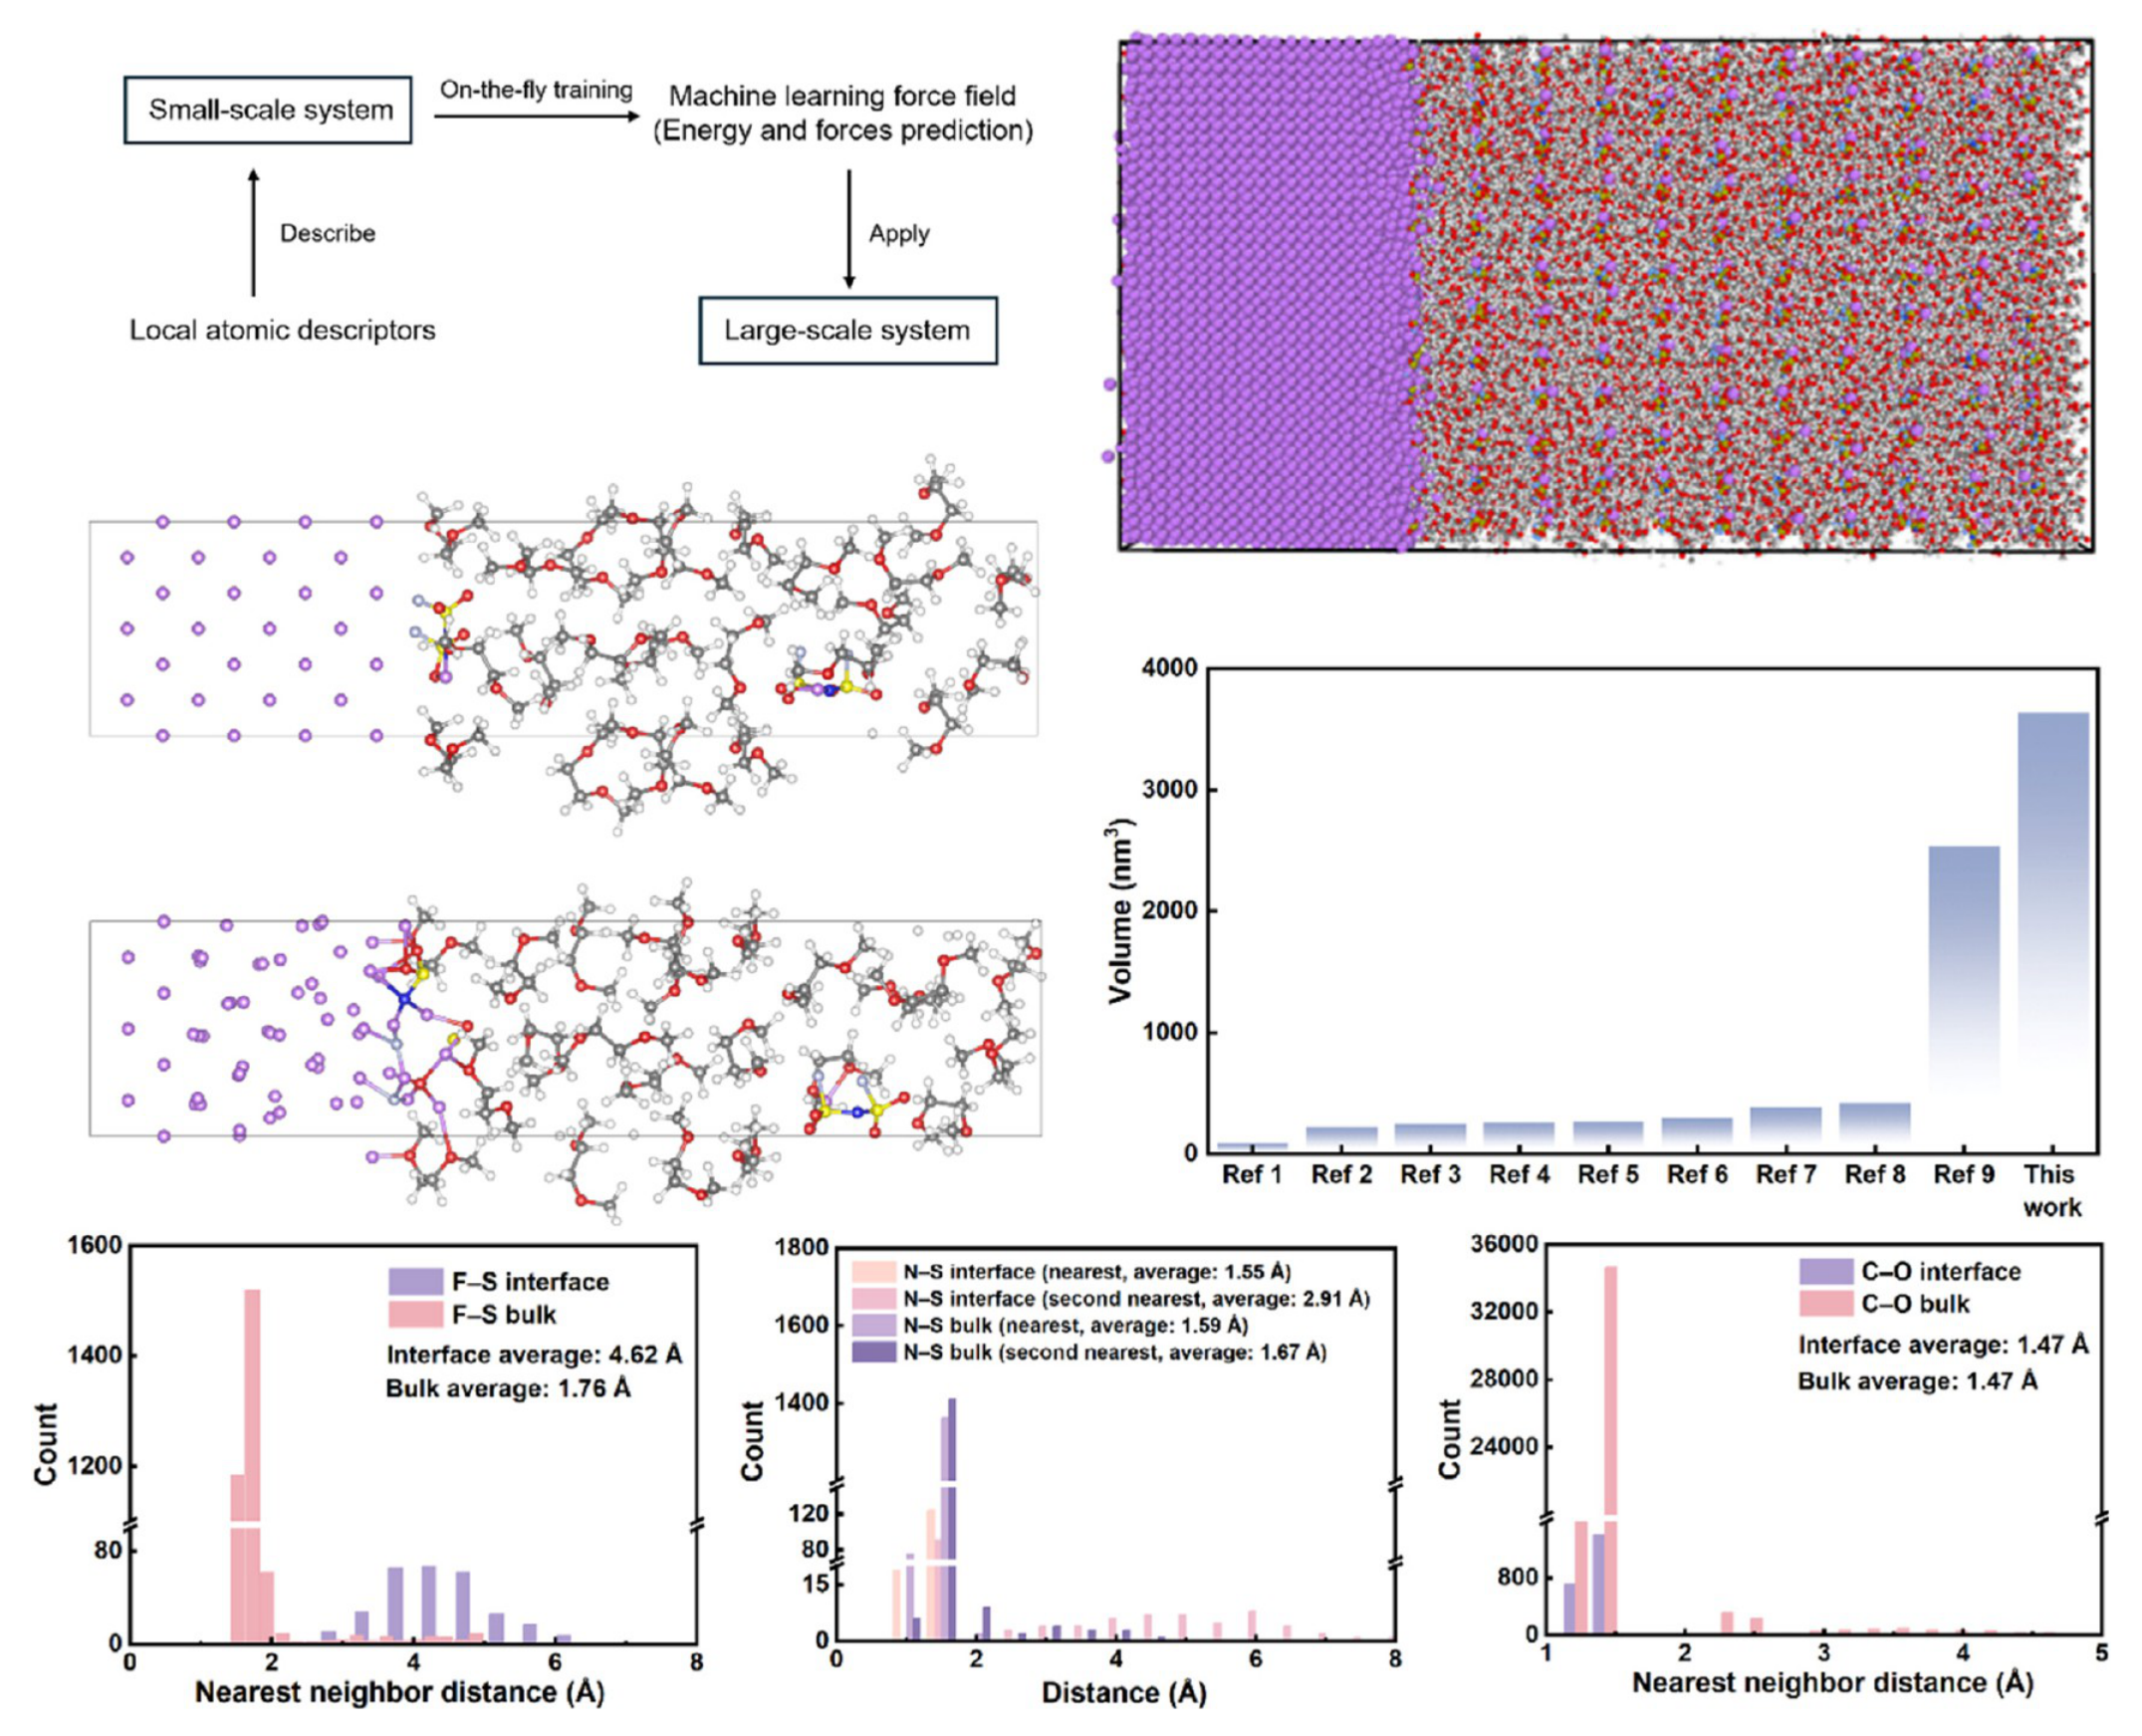 Small-scale system
On-the-fly training
Machine learning force field
(Energy and forces prediction)
Describe
Apply
Local atomic descriptors
Large-scale system
4000
3000
2000
1000
0
Volume (nm³)
Ref 1 Ref 2 Ref 3 Ref 4 Ref 5 Ref 6 Ref 7 Ref 8 Ref 9 This
work
1600
1400
1200
80
0
Count
F–S interface
F–S bulk
Interface average: 4.62 Å
Bulk average: 1.76 Å
0 2 4 6 8
Nearest neighbor distance (Å)
1800
1600
1400
120
80
15
0
Count
N–S interface (nearest, average: 1.55 Å)
N–S interface (second nearest, average: 2.91 Å)
N–S bulk (nearest, average: 1.59 Å)
N–S bulk (second nearest, average: 1.67 Å)
0 2 4 6 8
Distance (Å)
36000
32000
28000
24000
800
0
Count
C–O interface
C–O bulk
Interface average: 1.47 Å
Bulk average: 1.47 Å
1 2 3 4 5
Nearest neighbor distance (Å)